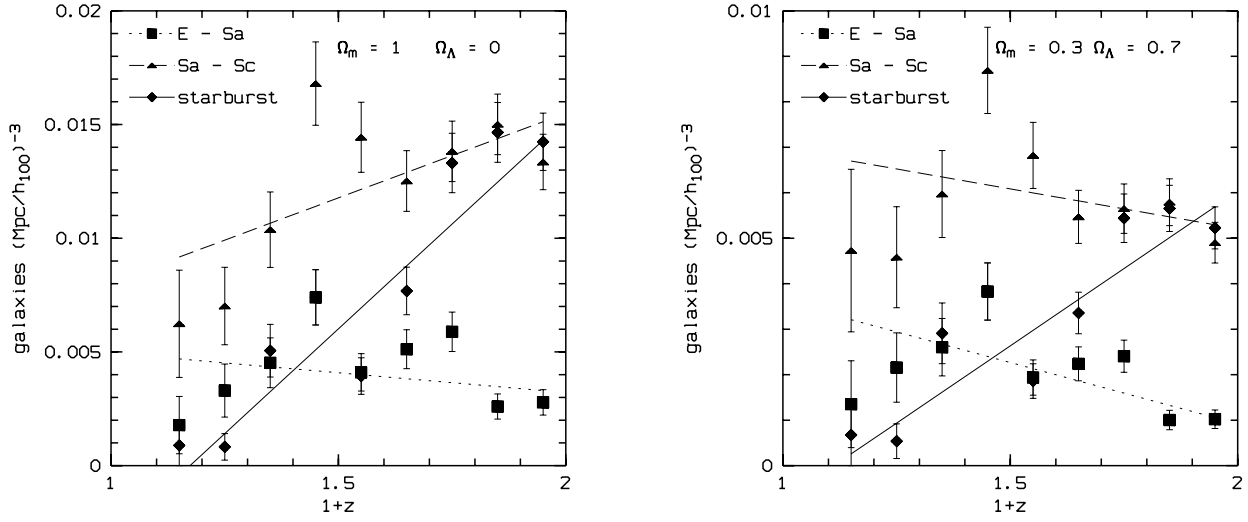 0.02
E - Sa
Ωm = 1 ΩΛ = 0
Sa - Sc
0.015
starburst
0.01
0.005
0
galaxies (Mpc/h100)-3
1 1.5 2
1+z
0.01
E - Sa
Ωm = 0.3 ΩΛ = 0.7
Sa - Sc
starburst
0.005
0
galaxies (Mpc/h100)-3
1 1.5 2
1+z